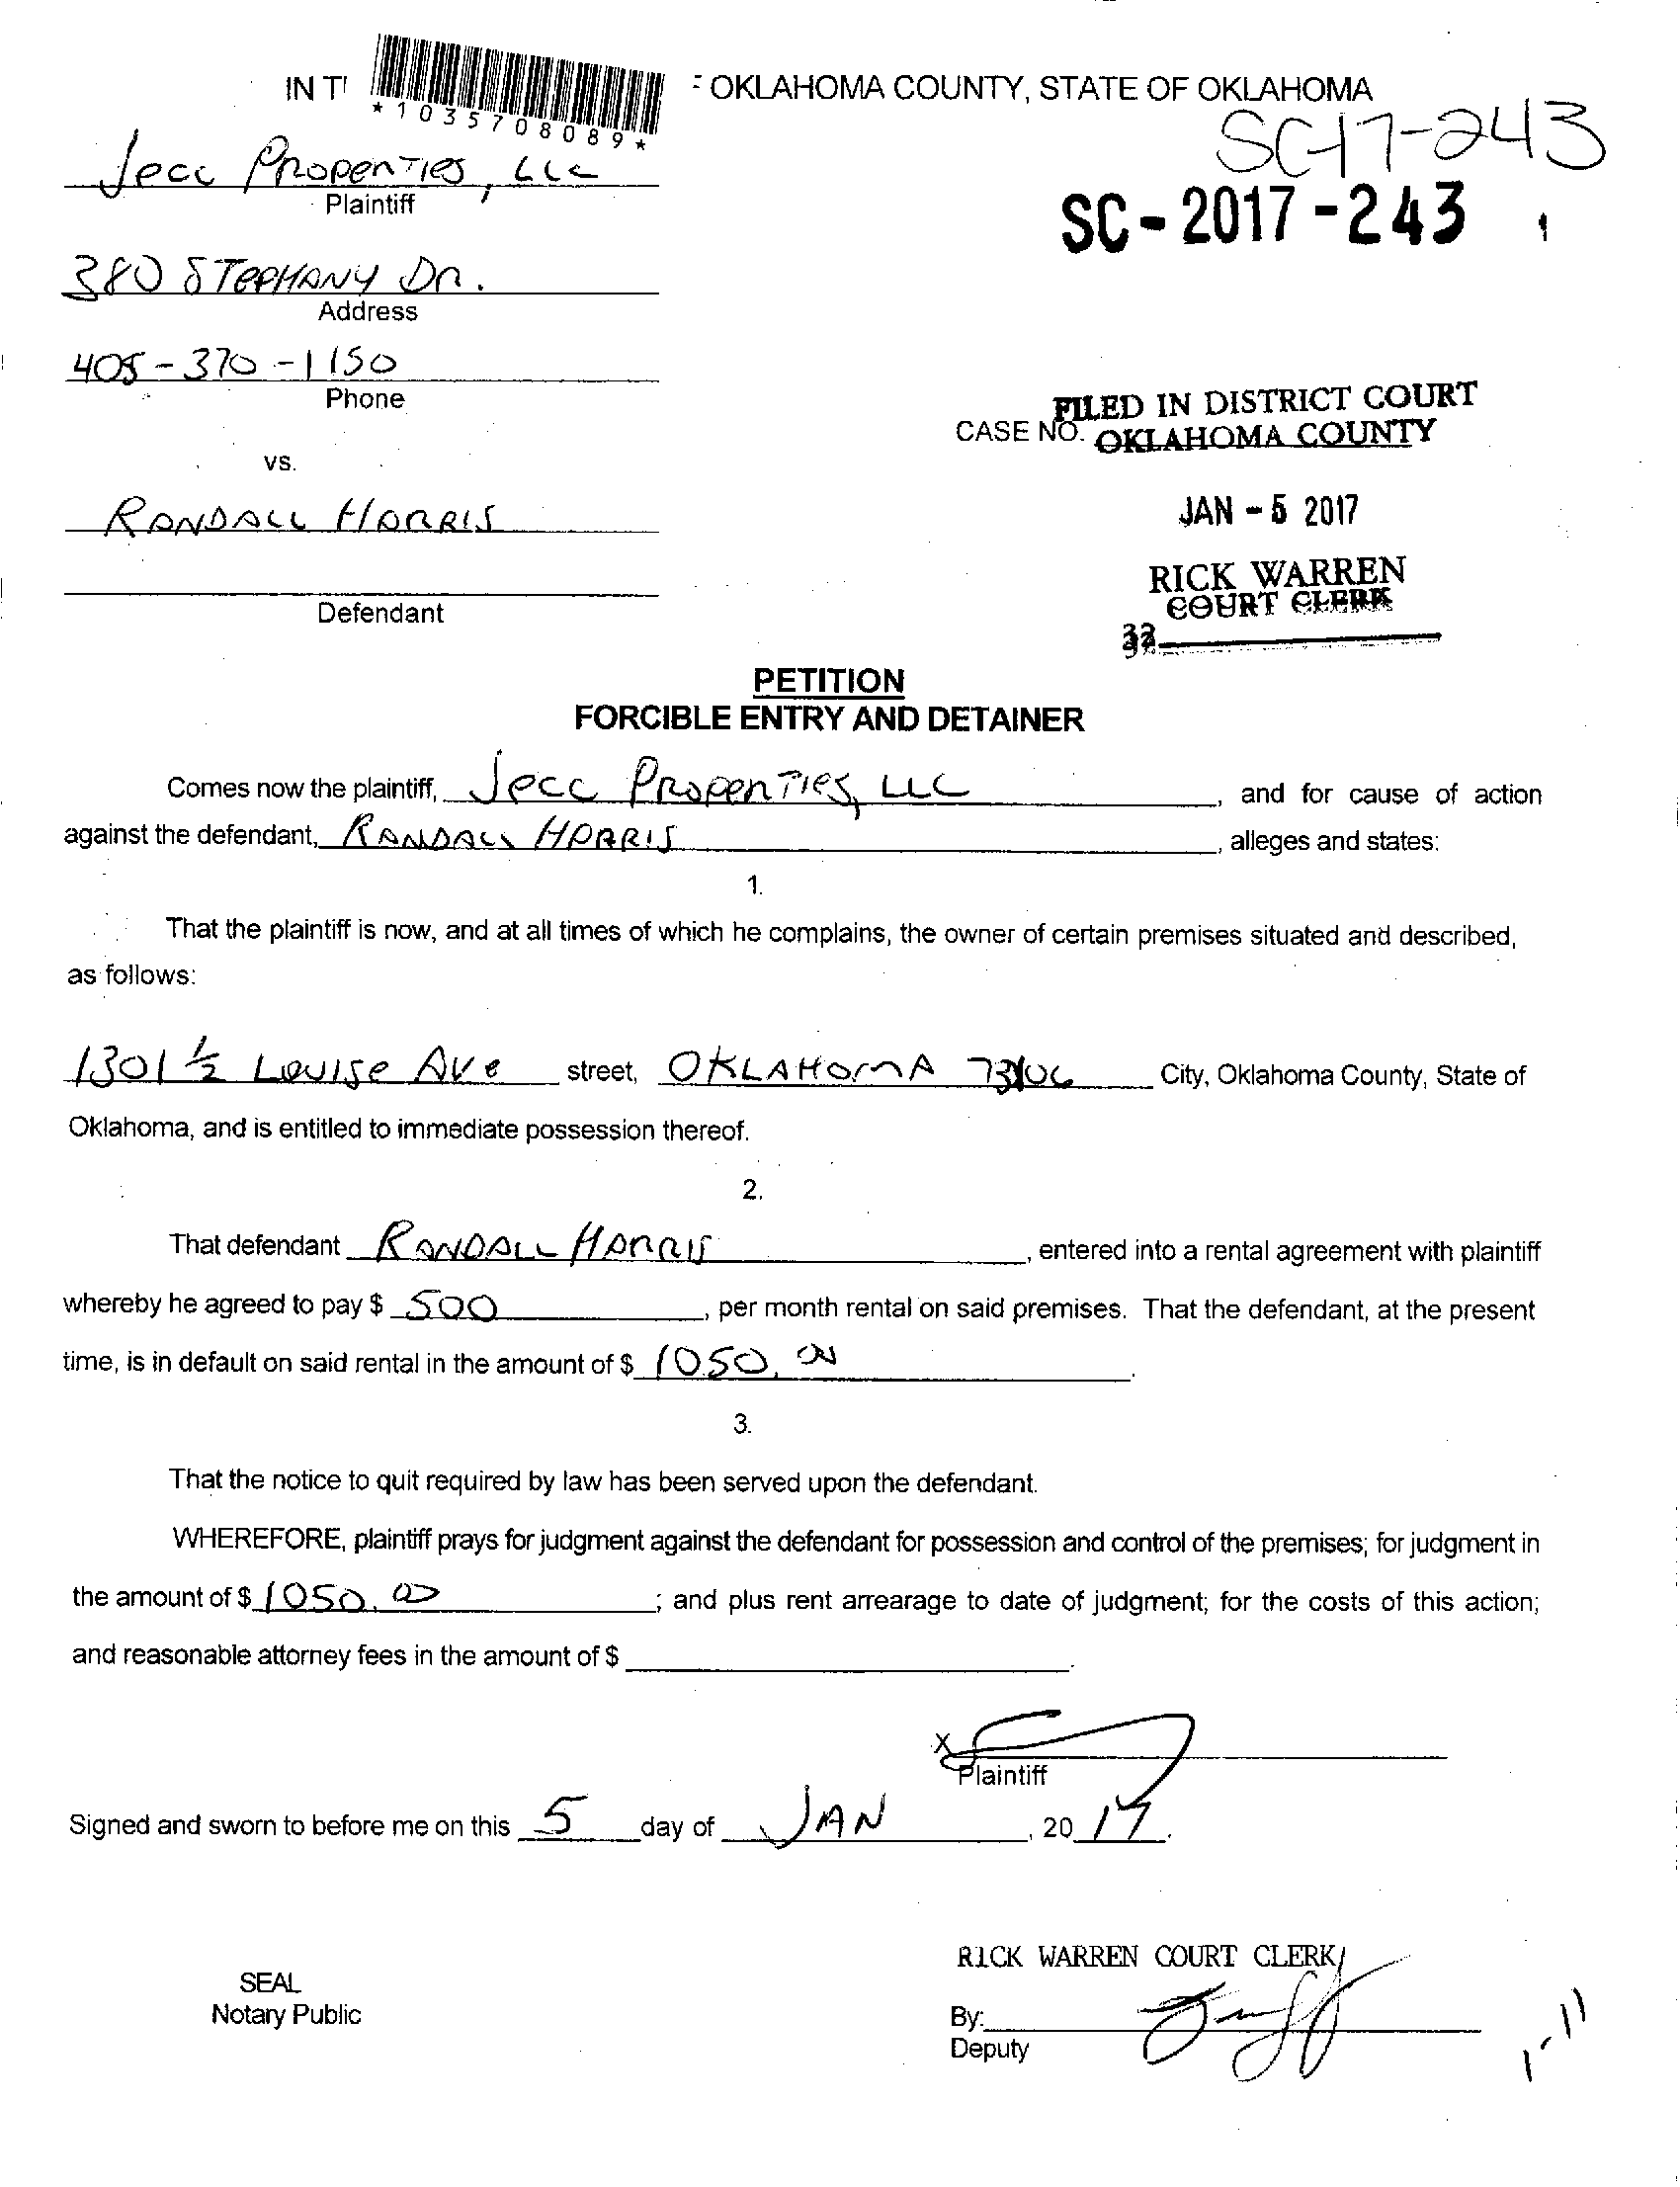 IN T
OKLAHOMA COUNTY, STATE OF OKLAHOMA
*1035708089*
SC-17-243
Jecc Properties, LLC
Plaintiff
SC-2017-243
380 STEPHANY Dr.
Address
405-370-1150
Phone
FILED IN DISTRICT COURT
CASE NO. OKLAHOMA COUNTY
vs.
RANDALL HARRIS
JAN -5 2017
RICK WARREN
COURT CLERK
Defendant
32
PETITION
FORCIBLE ENTRY AND DETAINER
Comes now the plaintiff, Jecc Properties, LLC, and for cause of action
against the defendant, RANDALL HARRIS, alleges and states:
1.
That the plaintiff is now, and at all times of which he complains, the owner of certain premises situated and described,
as follows:
1301 ½ Louise Ave street, OKLAHOMA 73106 City, Oklahoma County, State of
Oklahoma, and is entitled to immediate possession thereof.
2.
That defendant RANDALL HARRIS, entered into a rental agreement with plaintiff
whereby he agreed to pay $ 500, per month rental on said premises. That the defendant, at the present
time, is in default on said rental in the amount of $ 1050.00.
3.
That the notice to quit required by law has been served upon the defendant.
WHEREFORE, plaintiff prays for judgment against the defendant for possession and control of the premises; for judgment in
the amount of $ 1050.00; and plus rent arrearage to date of judgment; for the costs of this action;
and reasonable attorney fees in the amount of $
X
Plaintiff
Signed and sworn to before me on this 5 day of JAN, 20 17.
RICK WARREN COURT CLERK
SEAL
Notary Public
By:
Deputy
1-11